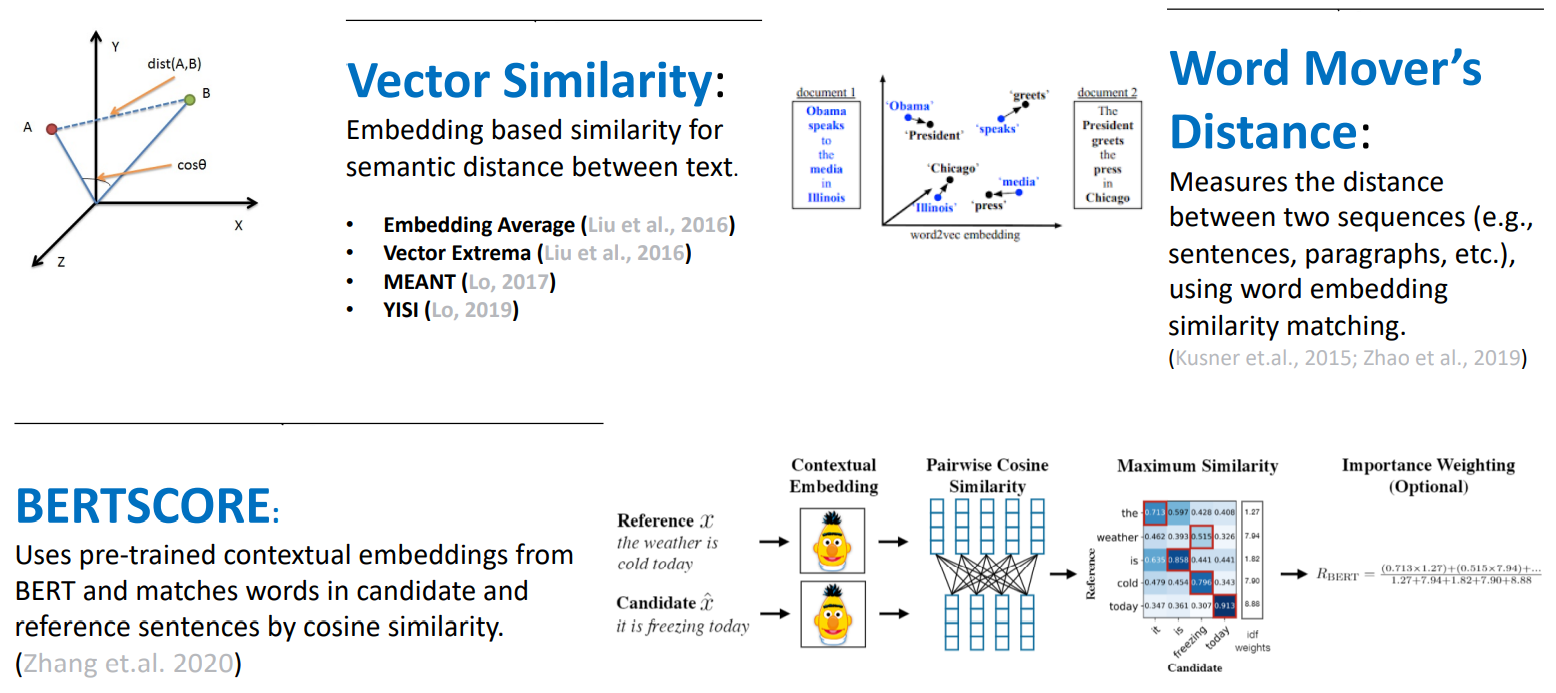 Y
dist(A,B)
B
A
cosθ
X
Z
Vector Similarity:
Embedding based similarity for
semantic distance between text.
• Embedding Average (Liu et al., 2016)
• Vector Extrema (Liu et al., 2016)
• MEANT (Lo, 2017)
• YISI (Lo, 2019)
document 1
Obama
speaks
to
the
media
in
Illinois
'Obama'
'President'
'greets'
'speaks'
'Chicago'
'Illinois'
'media'
'press'
word2vec embedding
document 2
The
President
greets
the
press
in
Chicago
Word Mover's
Distance:
Measures the distance
between two sequences (e.g.,
sentences, paragraphs, etc.),
using word embedding
similarity matching.
(Kusner et.al., 2015; Zhao et al., 2019)
BERTSCORE:
Uses pre-trained contextual embeddings from
BERT and matches words in candidate and
reference sentences by cosine similarity.
(Zhang et.al. 2020)
Reference x
the weather is
cold today
Candidate x̂
it is freezing today
Contextual
Embedding
Pairwise Cosine
Similarity
Maximum Similarity
Reference
the 0.713 0.597 0.428 0.408 1.27
weather 0.462 0.393 0.515 0.326 7.94
is 0.635 0.858 0.441 0.441 1.82
cold 0.479 0.454 0.796 0.343 7.90
today 0.347 0.361 0.307 0.913 8.88
it is freezing today
Candidate
idf
weights
Importance Weighting
(Optional)
R_BERT = (0.713×1.27)+(0.515×7.94)+... / 1.27+7.94+1.82+7.90+8.88